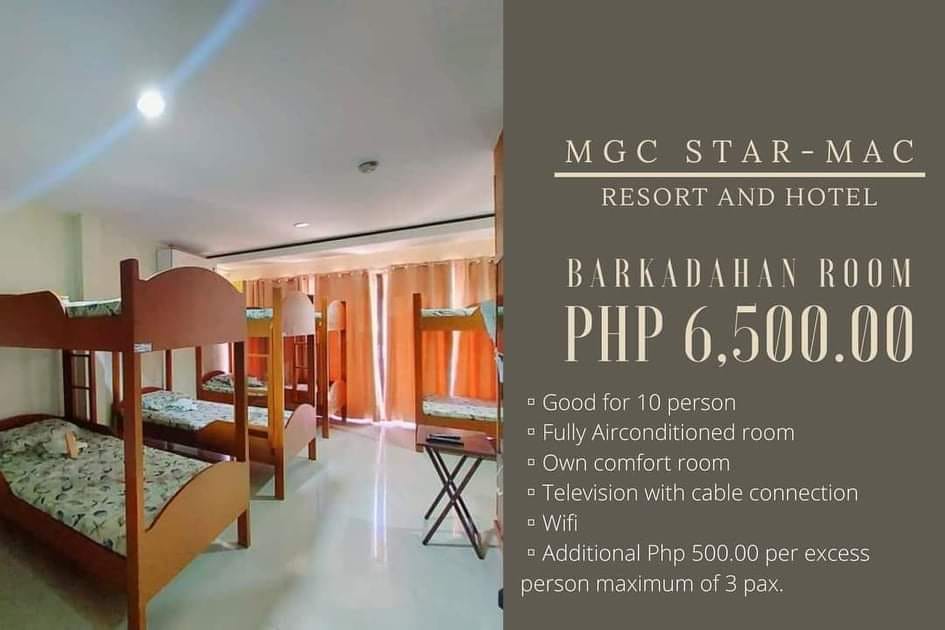 MGC STAR-MAC
RESORT AND HOTEL
BARKADAHAN ROOM
PHP 6,500.00
▫ Good for 10 person
▫ Fully Airconditioned room
▫ Own comfort room
▫ Television with cable connection
▫ Wifi
▫ Additional Php 500.00 per excess
person maximum of 3 pax.